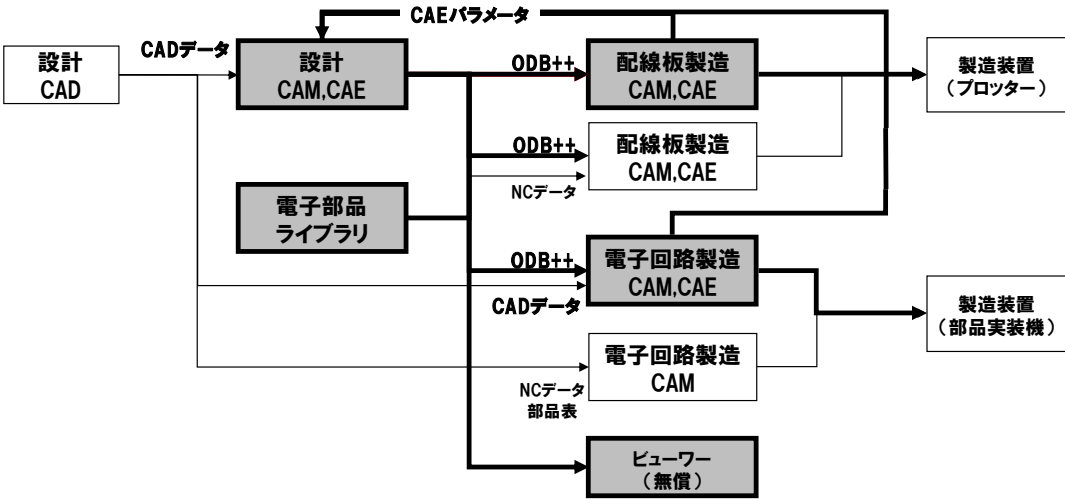 CAEパラメータ
CADデータ
設計
CAD
設計
CAM,CAE
ODB++
配線板製造
CAM,CAE
製造装置
(プロッター)
ODB++
配線板製造
CAM,CAE
NCデータ
電子部品
ライブラリ
ODB++
電子回路製造
CAM,CAE
CADデータ
製造装置
(部品実装機)
電子回路製造
CAM
NCデータ
部品表
ビューワー
(無償)